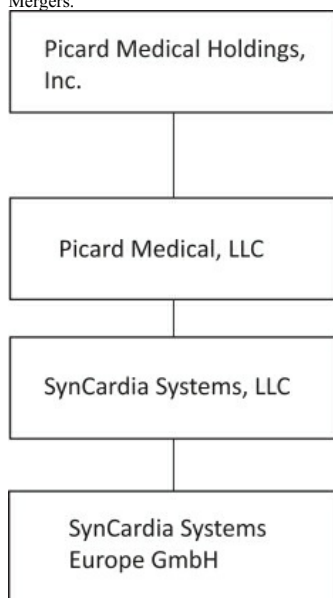 Mergers.
Picard Medical Holdings,
Inc.
Picard Medical, LLC
SynCardia Systems, LLC
SynCardia Systems
Europe GmbH